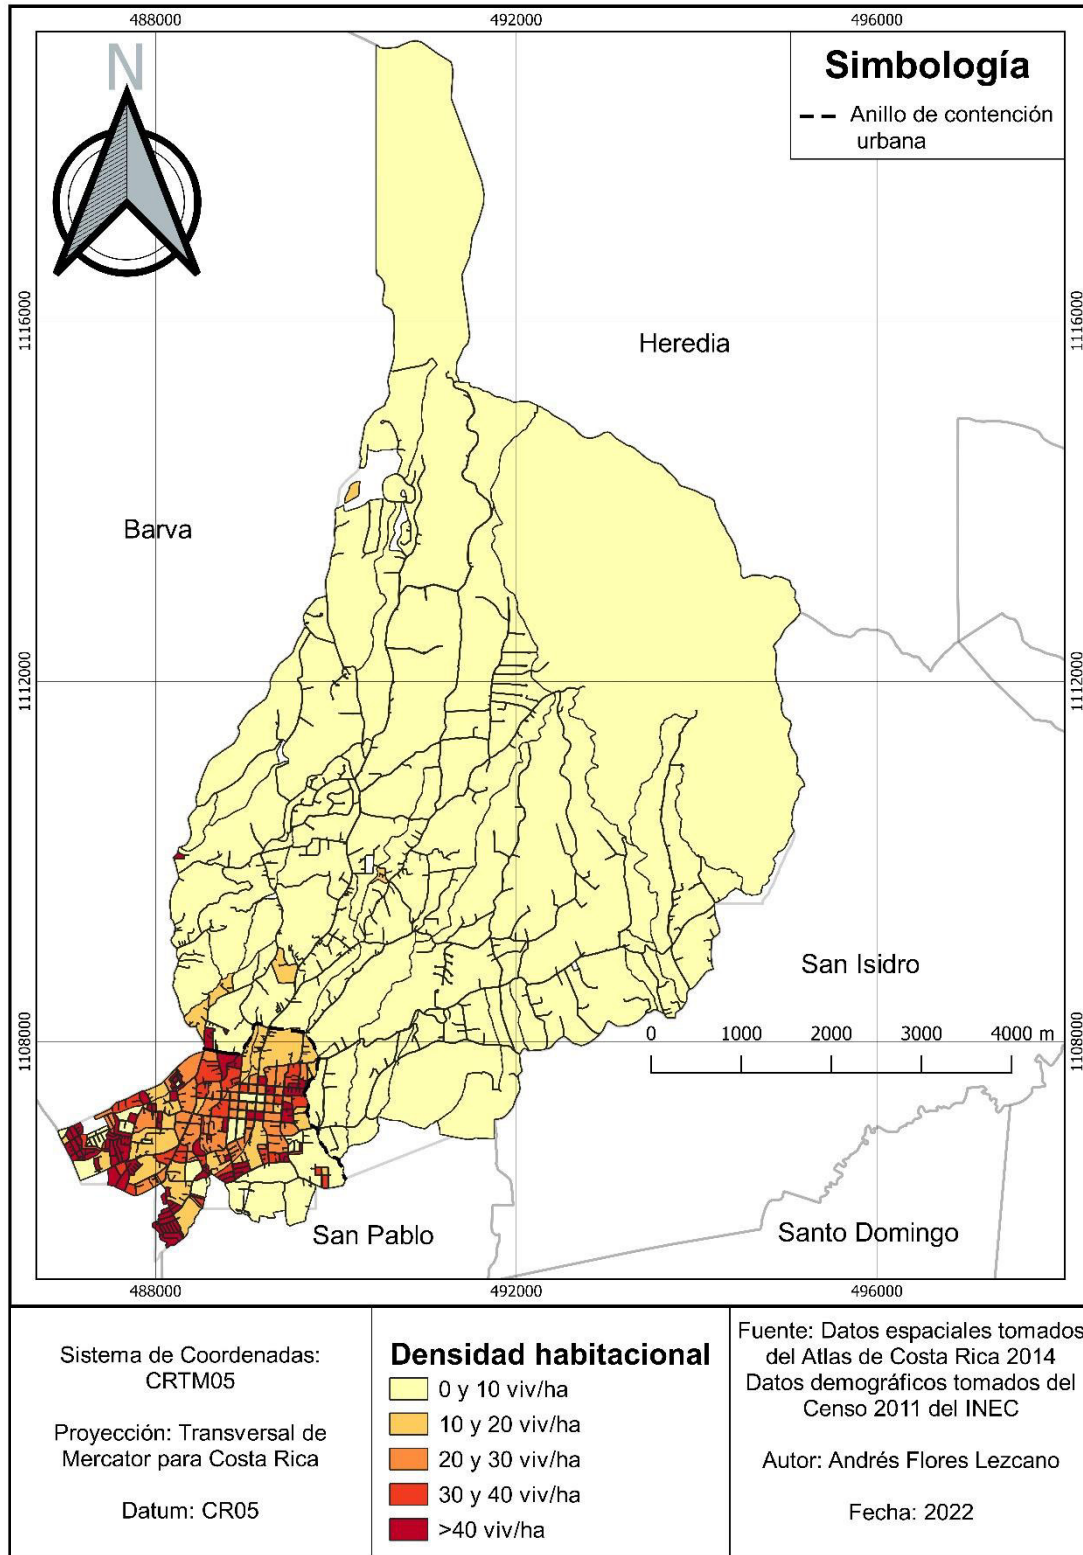 488000
492000
496000
N
Simbología
Anillo de contención
urbana
1116000
1116000
Heredia
Barva
1112000
1112000
San Isidro
0 1000 2000 3000 4000 m
1108000
1108000
San Pablo
Santo Domingo
488000
492000
496000
Sistema de Coordenadas:
CRTM05
Proyección: Transversal de
Mercator para Costa Rica
Datum: CR05
Densidad habitacional
0 y 10 viv/ha
10 y 20 viv/ha
20 y 30 viv/ha
30 y 40 viv/ha
>40 viv/ha
Fuente: Datos espaciales tomados
del Atlas de Costa Rica 2014
Datos demográficos tomados del
Censo 2011 del INEC
Autor: Andrés Flores Lezcano
Fecha: 2022